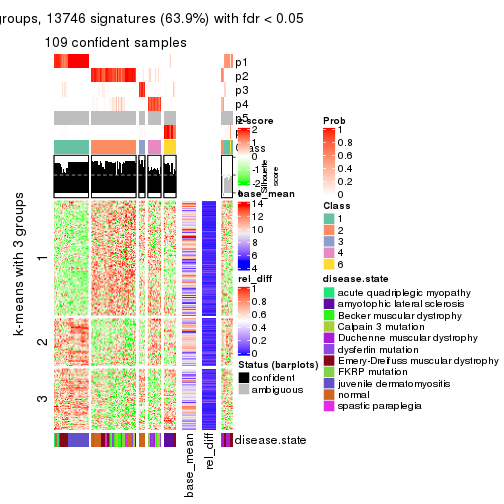 groups, 13746 signatures (63.9%) with fdr < 0.05
109 confident samples
p1
p2
p3
p4
p5
z-score
2
1
0
-1
-2
Silhouette
score
Prob
1
0.8
0.6
0.4
0.2
0
base_mean
14
12
10
8
6
4
Class
1
2
3
4
6
rel_diff
1
0.8
0.6
0.4
0.2
0
disease.state
acute quadriplegic myopathy
amyotophic lateral sclerosis
Becker muscular dystrophy
Calpain 3 mutation
Duchenne muscular dystrophy
dysferlin mutation
Emery-Dreifuss muscular dystrophy
FKRP mutation
juvenile dermatomyositis
normal
spastic paraplegia
Status (barplots)
confident
ambiguous
k-means with 3 groups
1
2
3
disease.state
base_mean
rel_diff